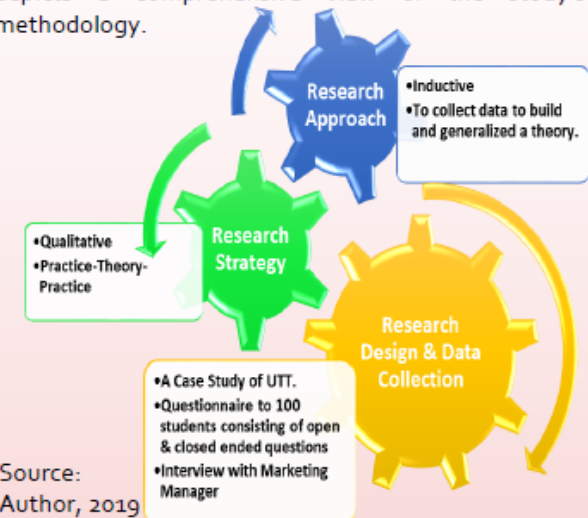 methodology.
Research
Approach
•Inductive
•To collect data to build
and generalized a theory.
Research
Strategy
•Qualitative
•Practice-Theory-
Practice
Research
Design & Data
Collection
•A Case Study of UTT.
•Questionnaire to 100
students consisting of open
& closed ended questions
•Interview with Marketing
Manager
Source:
Author, 2019